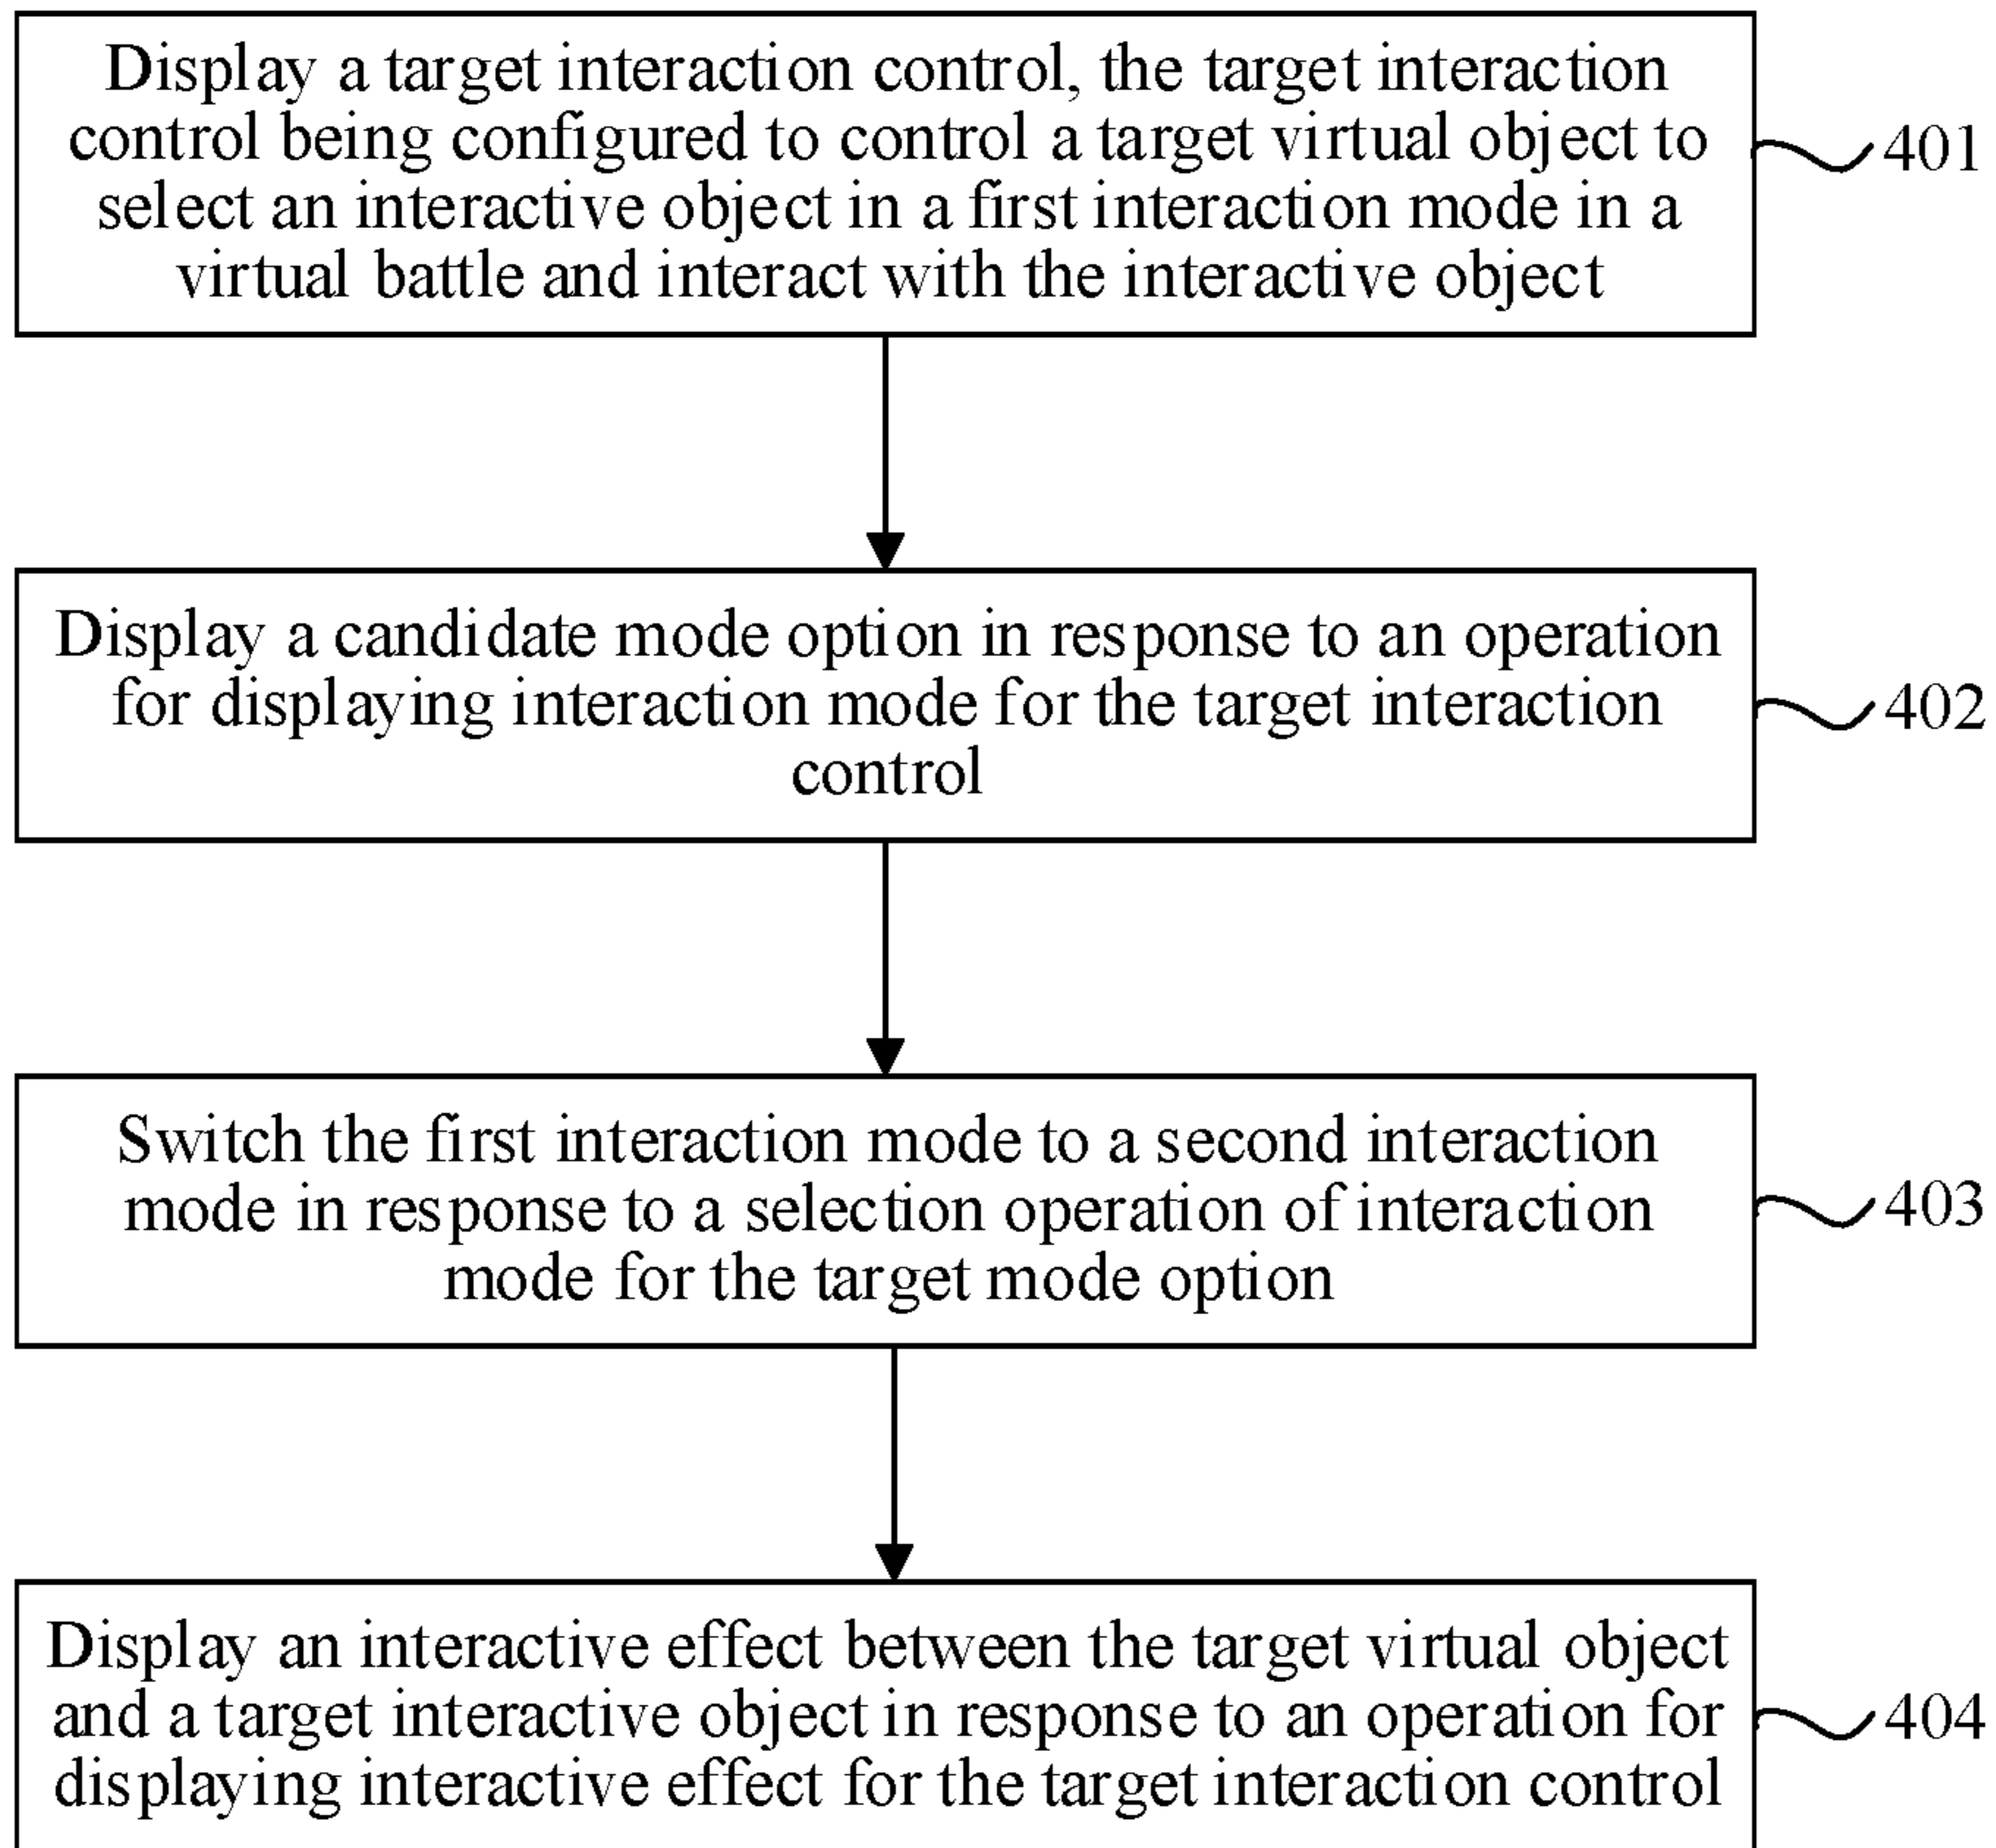 Display a target interaction control, the target interaction
control being configured to control a target virtual object to
select an interactive object in a first interaction mode in a
virtual battle and interact with the interactive object
401
Display a candidate mode option in response to an operation
for displaying interaction mode for the target interaction
control
402
Switch the first interaction mode to a second interaction
mode in response to a selection operation of interaction
mode for the target mode option
403
Display an interactive effect between the target virtual object
and a target interactive object in response to an operation for
displaying interactive effect for the target interaction control
404